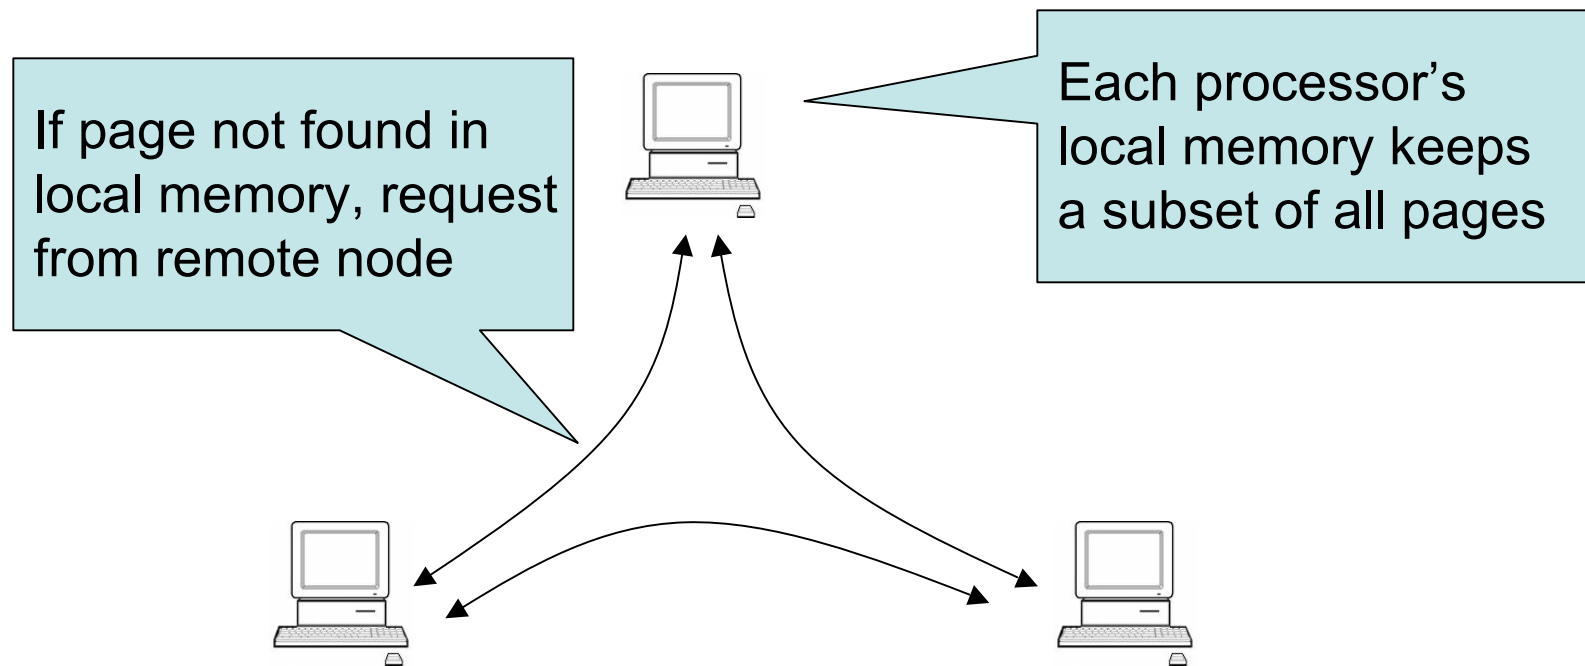 If page not found in
local memory, request
from remote node
Each processor’s
local memory keeps
a subset of all pages